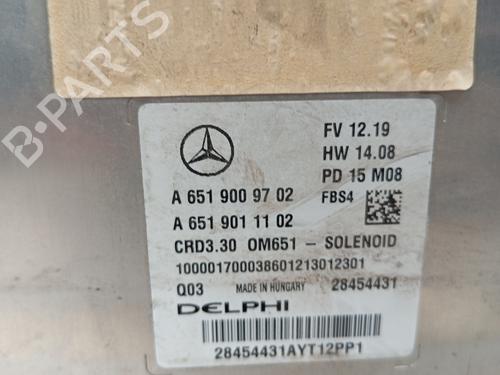 B-PARTS
FV 12.19
HW 14.08
PD 15 M08
A 651 900 97 02
FBS4
A 651 901 11 02
CRD3.30 OM651 - SOLENOID
10000170003860121301 2301
Q03 MADE IN HUNGARY 28454431
DELPHI
28454431AYT12PP1